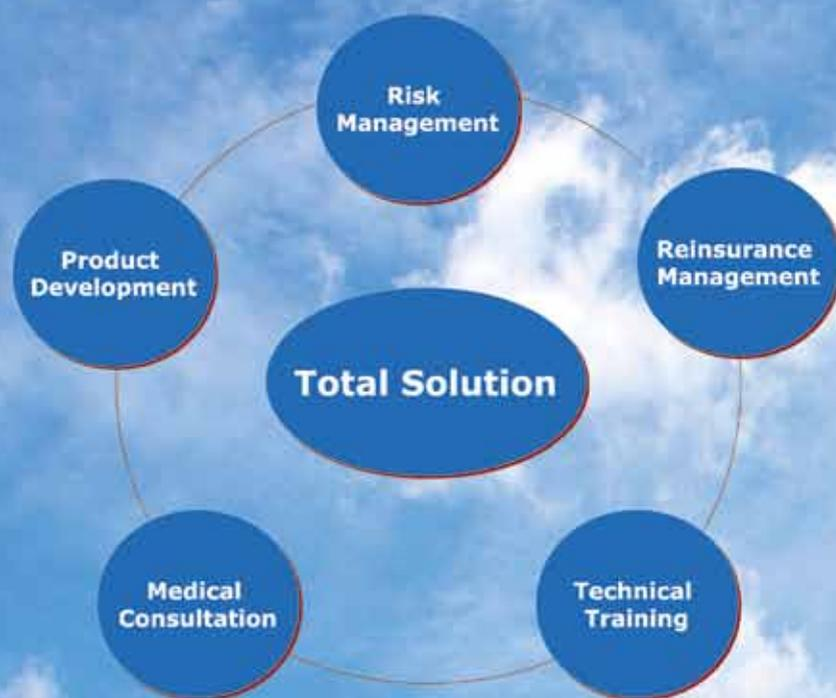 Risk
Management
Reinsurance
Management
Product
Development
Total Solution
Medical
Consultation
Technical
Training